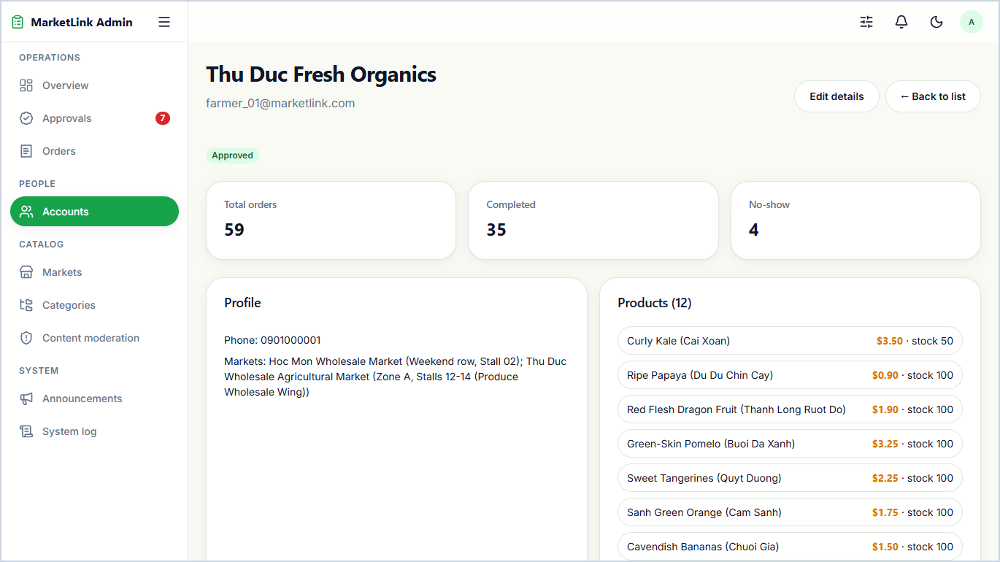 MarketLink Admin
A
OPERATIONS
Overview
Approvals 7
Orders
PEOPLE
Accounts
CATALOG
Markets
Categories
Content moderation
SYSTEM
Announcements
System log
Thu Duc Fresh Organics
farmer_01@marketlink.com
Edit details
← Back to list
Approved
Total orders
59
Completed
35
No-show
4
Profile
Phone: 0901000001
Markets: Hoc Mon Wholesale Market (Weekend row, Stall 02); Thu Duc
Wholesale Agricultural Market (Zone A, Stalls 12-14 (Produce
Wholesale Wing))
Products (12)
Curly Kale (Cai Xoan) $3.50 · stock 50
Ripe Papaya (Du Du Chin Cay) $0.90 · stock 100
Red Flesh Dragon Fruit (Thanh Long Ruot Do) $1.90 · stock 100
Green-Skin Pomelo (Buoi Da Xanh) $3.25 · stock 100
Sweet Tangerines (Quyt Duong) $2.25 · stock 100
Sanh Green Orange (Cam Sanh) $1.75 · stock 100
Cavendish Bananas (Chuoi Gia) $1.50 · stock 100